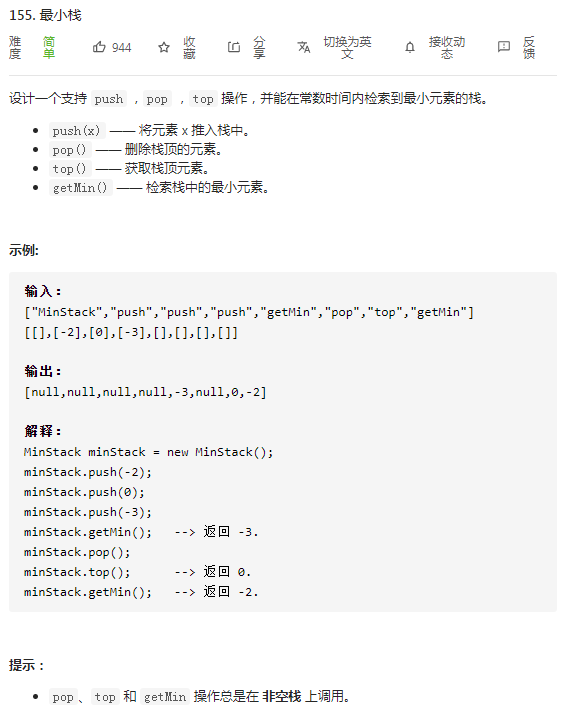 155. 最小栈
难度 简单 944 收藏 分享 切换为英文 接收动态 反馈
设计一个支持 push ，pop ，top 操作，并能在常数时间内检索到最小元素的栈。
push(x) —— 将元素 x 推入栈中。
pop() —— 删除栈顶的元素。
top() —— 获取栈顶元素。
getMin() —— 检索栈中的最小元素。
示例:
输入：
["MinStack","push","push","push","getMin","pop","top","getMin"]
[[],[-2],[0],[-3],[],[],[],[]]
输出：
[null,null,null,null,-3,null,0,-2]
解释：
MinStack minStack = new MinStack();
minStack.push(-2);
minStack.push(0);
minStack.push(-3);
minStack.getMin();   --> 返回 -3.
minStack.pop();
minStack.top();      --> 返回 0.
minStack.getMin();   --> 返回 -2.
提示：
pop、top 和 getMin 操作总是在 非空栈 上调用。